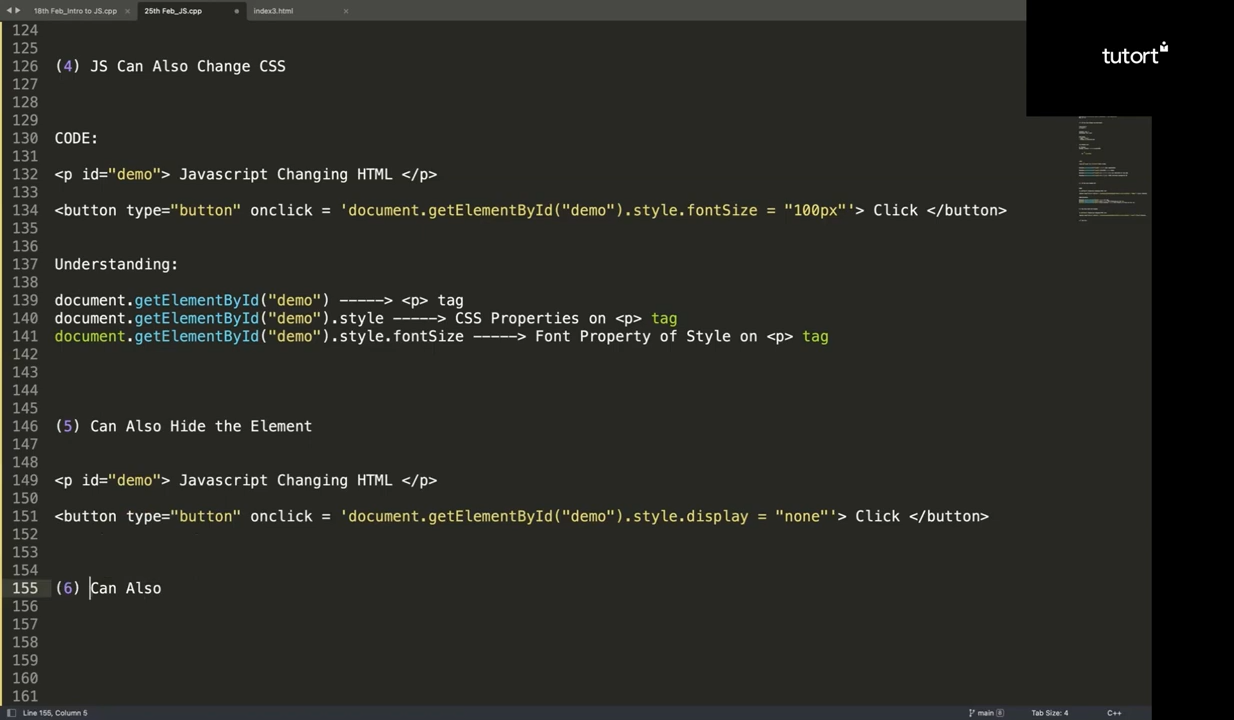 18th Feb_Intro to JS.cpp
25th Feb_JS.cpp
index3.html
tutort
124
125
126 (4) JS Can Also Change CSS
127
128
129
130 CODE:
131
132 <p id="demo"> Javascript Changing HTML </p>
133
134 <button type="button" onclick = 'document.getElementById("demo").style.fontSize = "100px"'> Click </button>
135
136
137 Understanding:
138
139 document.getElementById("demo") -----> <p> tag
140 document.getElementById("demo").style -----> CSS Properties on <p> tag
141 document.getElementById("demo").style.fontSize -----> Font Property of Style on <p> tag
142
143
144
145
146 (5) Can Also Hide the Element
147
148
149 <p id="demo"> Javascript Changing HTML </p>
150
151 <button type="button" onclick = 'document.getElementById("demo").style.display = "none"'> Click </button>
152
153
154
155 (6) Can Also
156
157
158
159
160
161
Line 155, Column 5
main
Tab Size: 4
C++